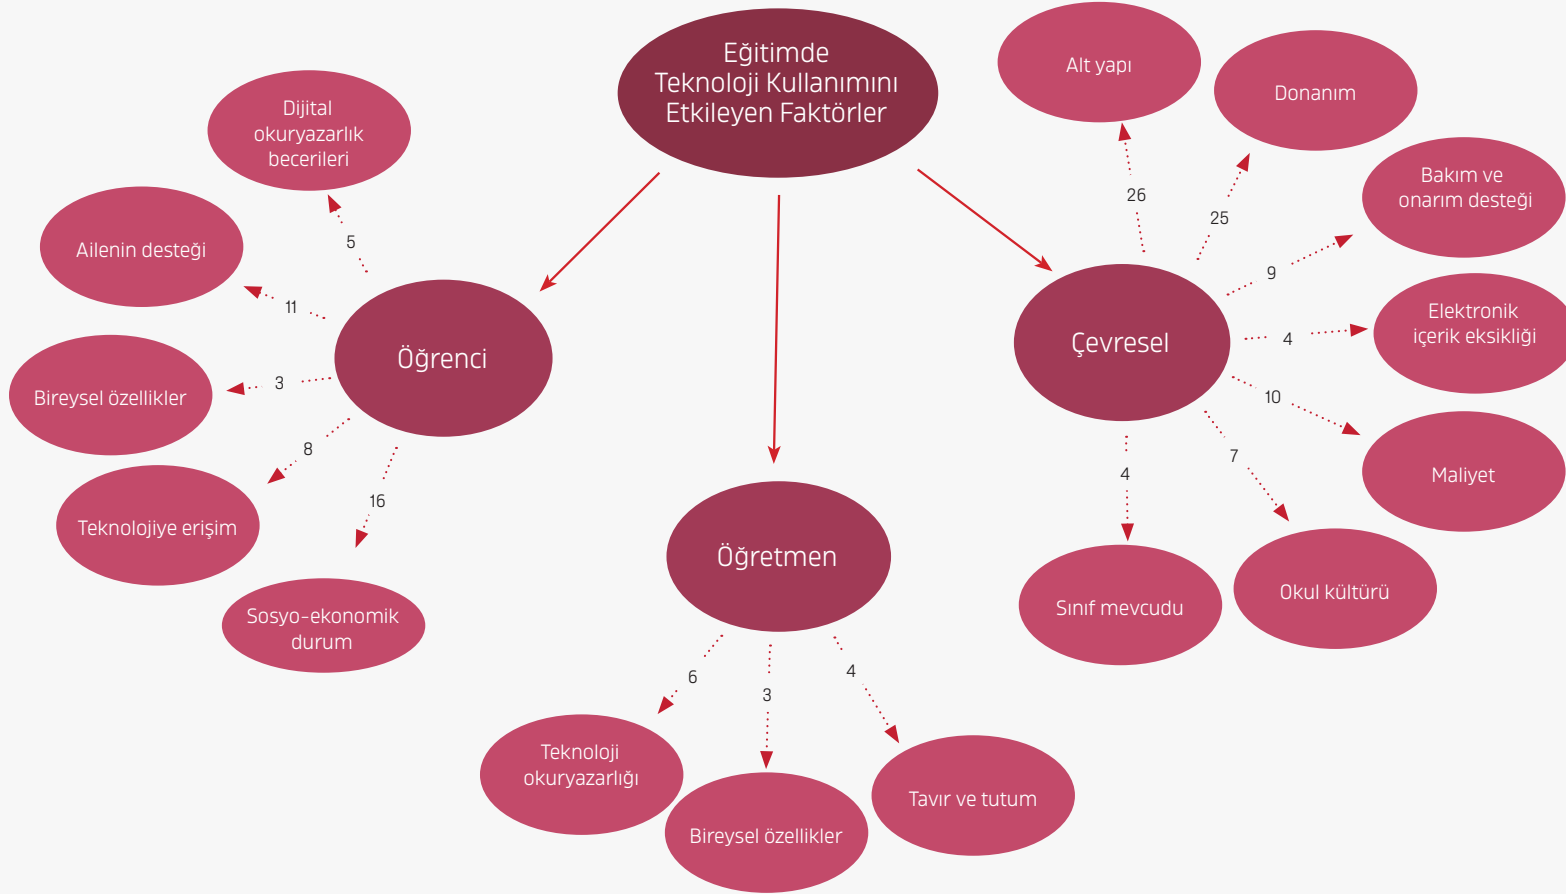 Eğitimde
Teknoloji Kullanımını
Etkileyen Faktörler
Öğrenci
5
Dijital
okuryazarlık
becerileri
11
Ailenin desteği
3
Bireysel özellikler
8
Teknolojiye erişim
16
Sosyo-ekonomik
durum
Öğretmen
6
Teknoloji
okuryazarlığı
3
Bireysel özellikler
4
Tavır ve tutum
Çevresel
26
Alt yapı
25
Donanım
9
Bakım ve
onarım desteği
4
Elektronik
içerik eksikliği
10
Maliyet
7
Okul kültürü
4
Sınıf mevcudu